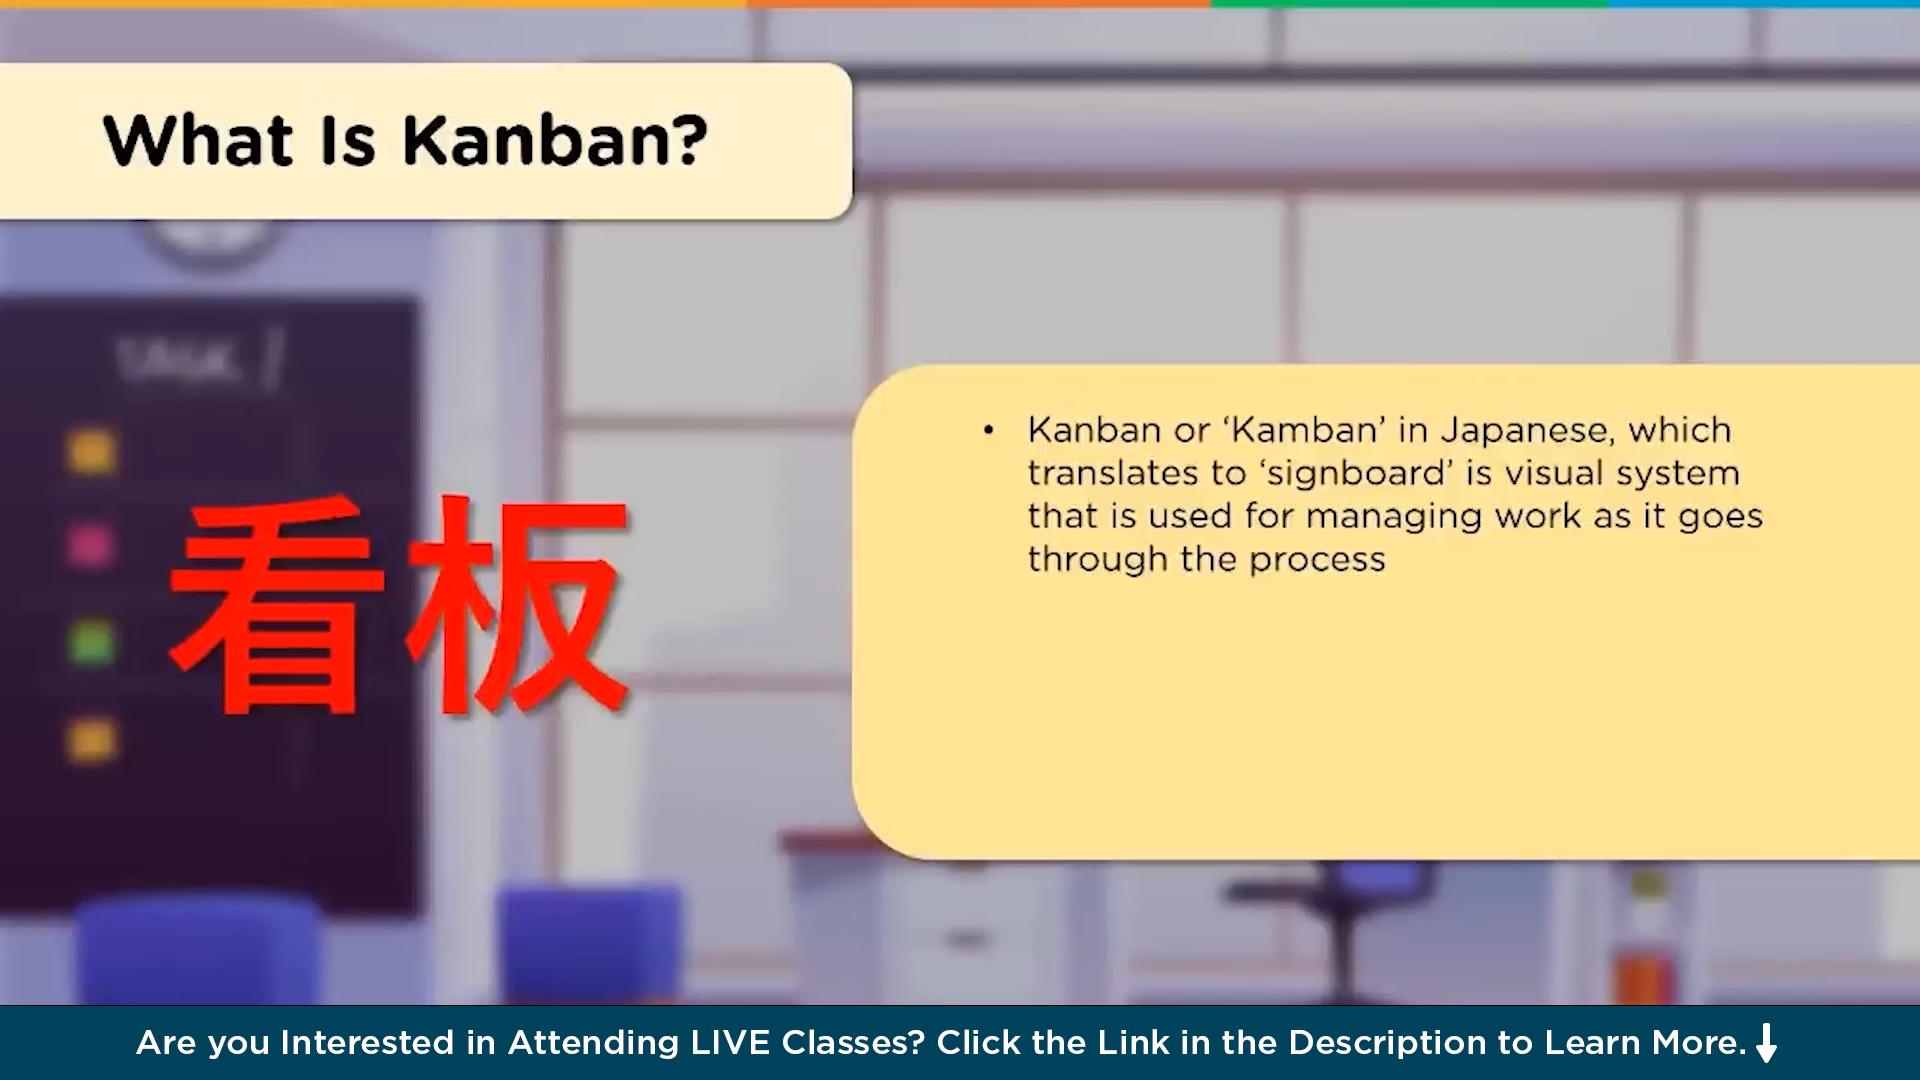 What Is Kanban?
TASK
看板
• Kanban or ‘Kamban’ in Japanese, which
translates to ‘signboard’ is visual system
that is used for managing work as it goes
through the process
Are you Interested in Attending LIVE Classes? Click the Link in the Description to Learn More.